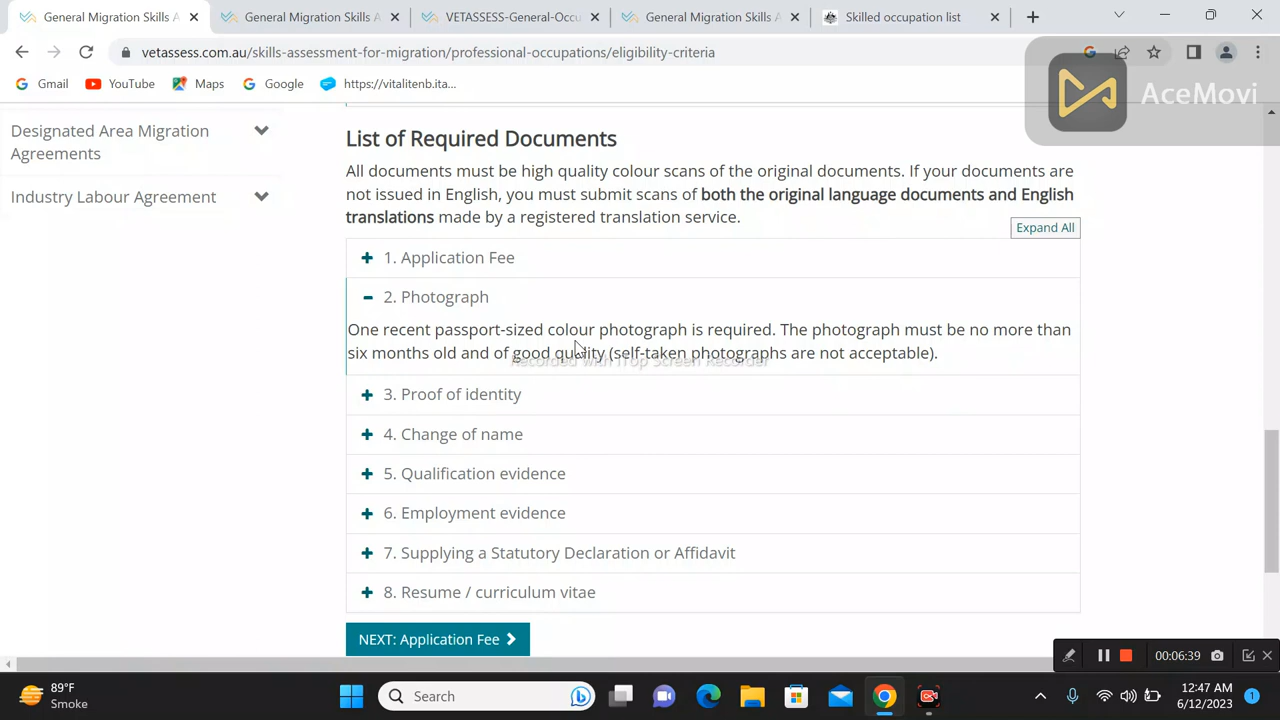 General Migration Skills A
General Migration Skills A
VETASSESS-General-Occu
General Migration Skills A
Skilled occupation list
vetassess.com.au/skills-assessment-for-migration/professional-occupations/eligibility-criteria
Gmail
YouTube
Maps
Google
https://vitalitenb.ita...
AceMovi
Designated Area Migration
Agreements
Industry Labour Agreement
List of Required Documents
All documents must be high quality colour scans of the original documents. If your documents are
not issued in English, you must submit scans of both the original language documents and English
translations made by a registered translation service.
Expand All
1. Application Fee
2. Photograph
One recent passport-sized colour photograph is required. The photograph must be no more than
six months old and of good quality (self-taken photographs are not acceptable).
Recorded with iTop Screen Recorder
3. Proof of identity
4. Change of name
5. Qualification evidence
6. Employment evidence
7. Supplying a Statutory Declaration or Affidavit
8. Resume / curriculum vitae
NEXT: Application Fee
00:06:39
89°F
Smoke
Search
12:47 AM
6/12/2023
1